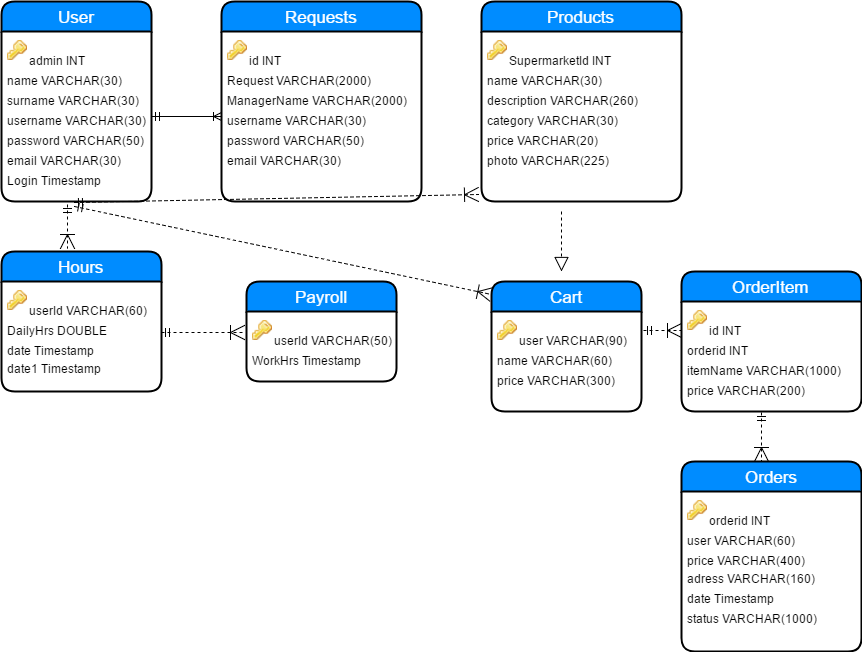 User
admin INT
name VARCHAR(30)
surname VARCHAR(30)
username VARCHAR(30)
password VARCHAR(50)
email VARCHAR(30)
Login Timestamp
Requests
id INT
Request VARCHAR(2000)
ManagerName VARCHAR(2000)
username VARCHAR(30)
password VARCHAR(50)
email VARCHAR(30)
Products
SupermarketId INT
name VARCHAR(30)
description VARCHAR(260)
category VARCHAR(30)
price VARCHAR(20)
photo VARCHAR(225)
Hours
userId VARCHAR(60)
DailyHrs DOUBLE
date Timestamp
date1 Timestamp
Payroll
userId VARCHAR(50)
WorkHrs Timestamp
Cart
user VARCHAR(90)
name VARCHAR(60)
price VARCHAR(300)
OrderItem
id INT
orderid INT
itemName VARCHAR(1000)
price VARCHAR(200)
Orders
orderid INT
user VARCHAR(60)
price VARCHAR(400)
adress VARCHAR(160)
date Timestamp
status VARCHAR(1000)